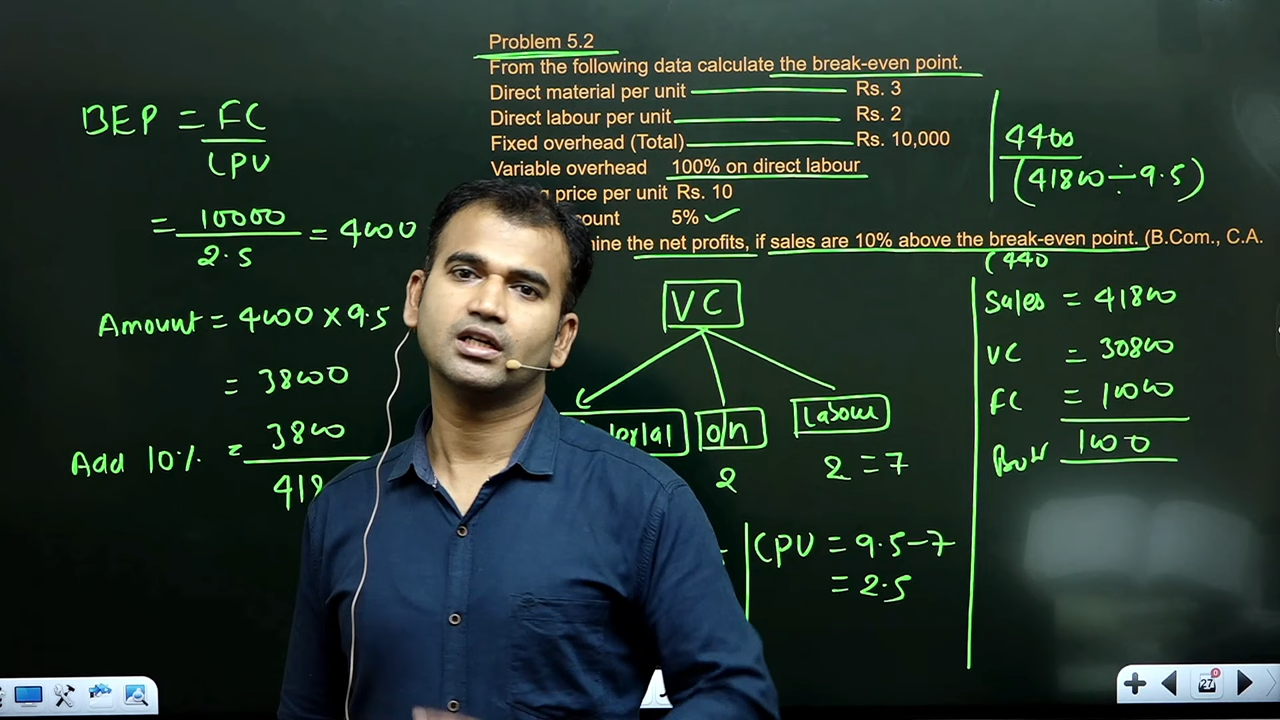 Problem 5.2
From the following data calculate the break-even point.
Direct material per unit Rs. 3
Direct labour per unit Rs. 2
Fixed overhead (Total) Rs. 10,000
Variable overhead 100% on direct labour
price per unit Rs. 10
5%
the net profits, if sales are 10% above the break-even point. (B.Com., C.A.
BEP = FC
CPU
= 10000 = 4000
2.5
Amount = 4000 × 9.5
= 38000
Add 10% = 3800
418
VC
O/H
Labour
2
2 = 7
CPU = 9.5 - 7
= 2.5
4400
(41800 ÷ 9.5)
(440
Sales = 41800
VC = 30800
FC = 10000
1000
27
0